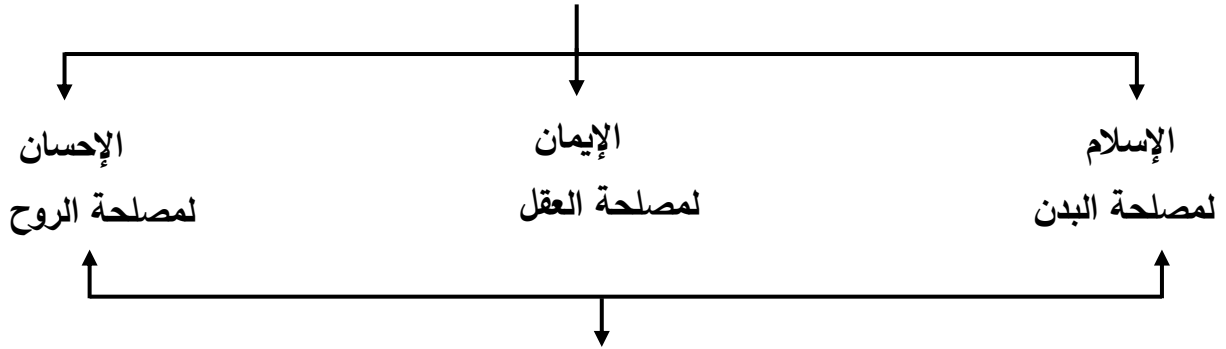 الإسلام
لمصلحة البدن
الإيمان
لمصلحة العقل
الإحسان
لمصلحة الروح